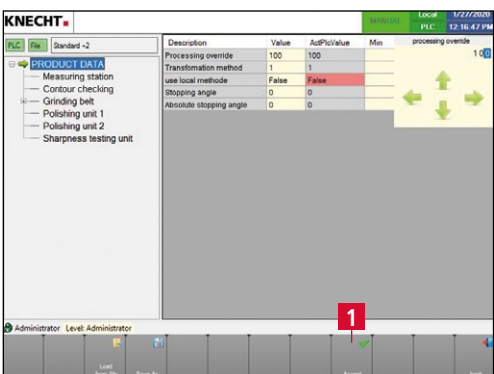 KNECHT.
MANUAL
Local
PLC
1/27/2020
12:16:47 PM
PLC File Standard -2
PRODUCT DATA
Measuring station
Contour checking
Grinding belt
Polishing unit 1
Polishing unit 2
Sharpness testing unit
Description Value ActPlcValue Min
Processing override 100 100
Transfomation method 1 1
use local methode False False
Stopping angle 0 0
Absolute stopping angle 0 0
processing override
100
1
Administrator Level: Administrator
Load